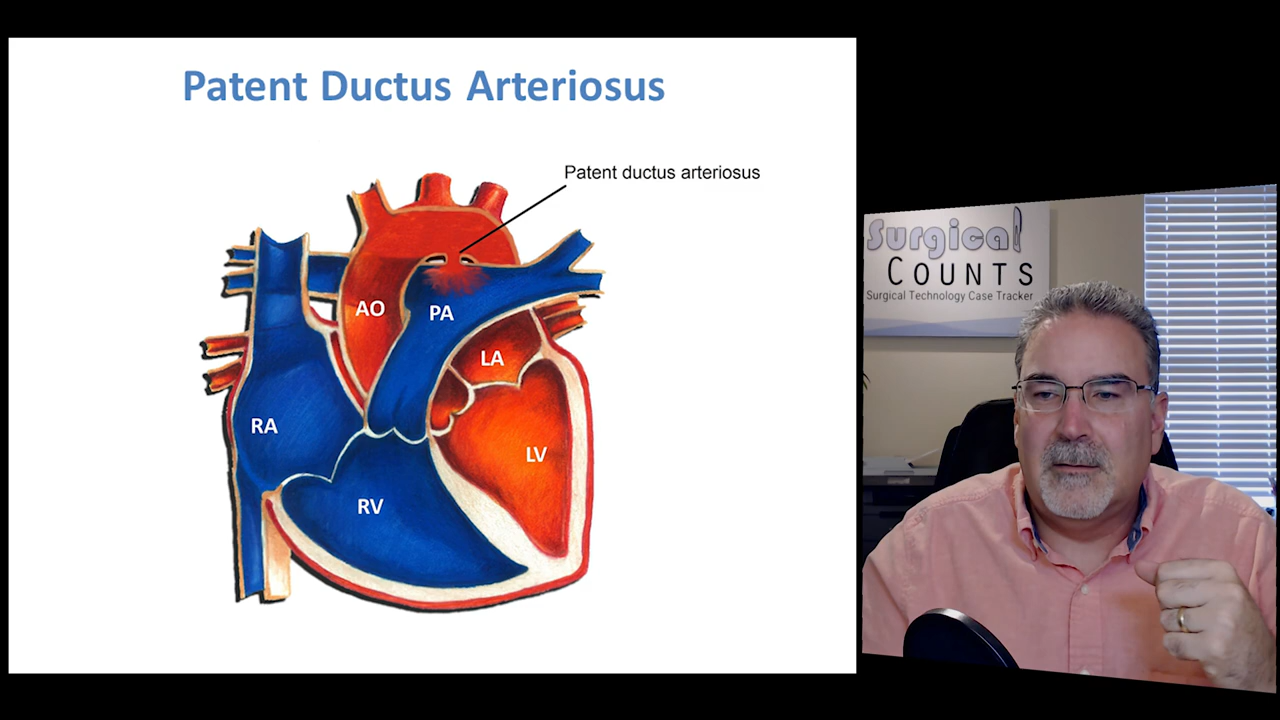 Patent Ductus Arteriosus
Patent ductus arteriosus
AO
PA
LA
RA
LV
RV
Surgical
COUNTS
Surgical Technology Case Tracker